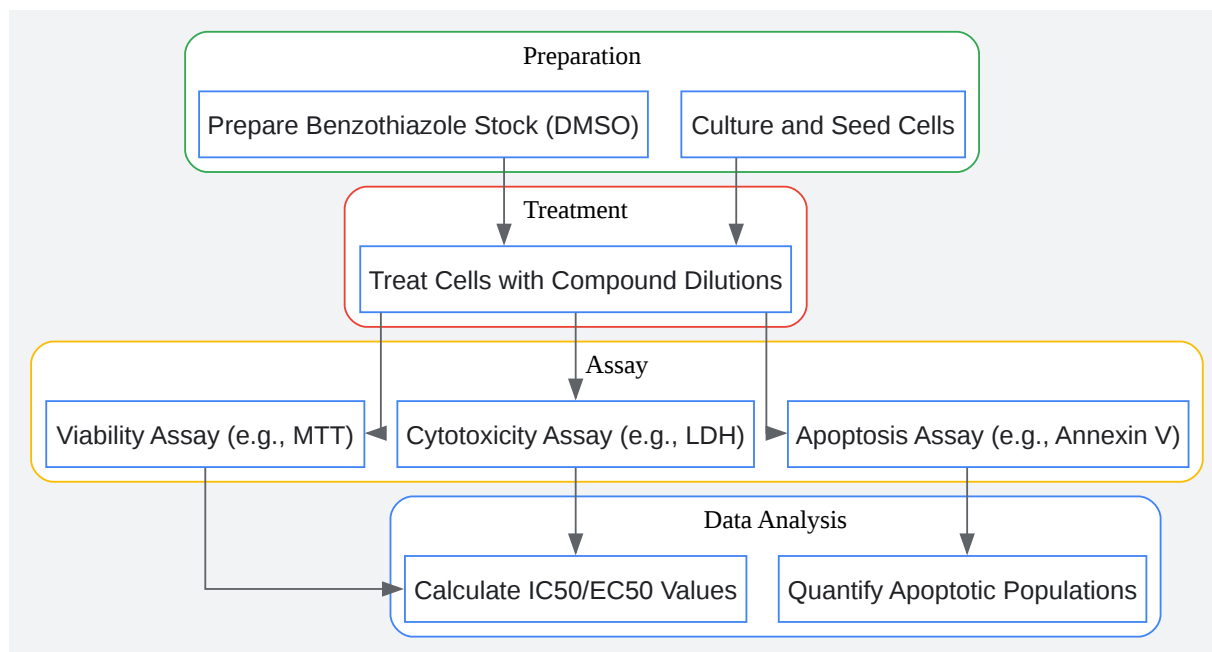 Preparation
Prepare Benzothiazole Stock (DMSO)
Culture and Seed Cells
Treatment
Treat Cells with Compound Dilutions
Assay
Viability Assay (e.g., MTT)
Cytotoxicity Assay (e.g., LDH)
Apoptosis Assay (e.g., Annexin V)
Data Analysis
Calculate IC50/EC50 Values
Quantify Apoptotic Populations